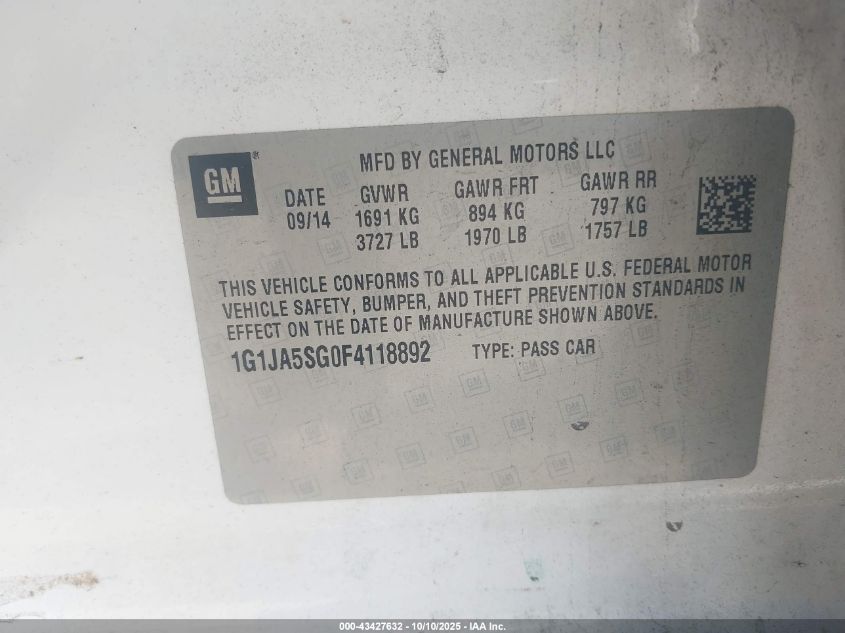 GM
MFD BY GENERAL MOTORS LLC
DATE GVWR GAWR FRT GAWR RR
09/14 1691 KG 894 KG 797 KG
3727 LB 1970 LB 1757 LB
THIS VEHICLE CONFORMS TO ALL APPLICABLE U.S. FEDERAL MOTOR
VEHICLE SAFETY, BUMPER, AND THEFT PREVENTION STANDARDS IN
EFFECT ON THE DATE OF MANUFACTURE SHOWN ABOVE.
1G1JA5SG0F4118892 TYPE: PASS CAR
000-43427632 - 10/10/2025 - IAA Inc.